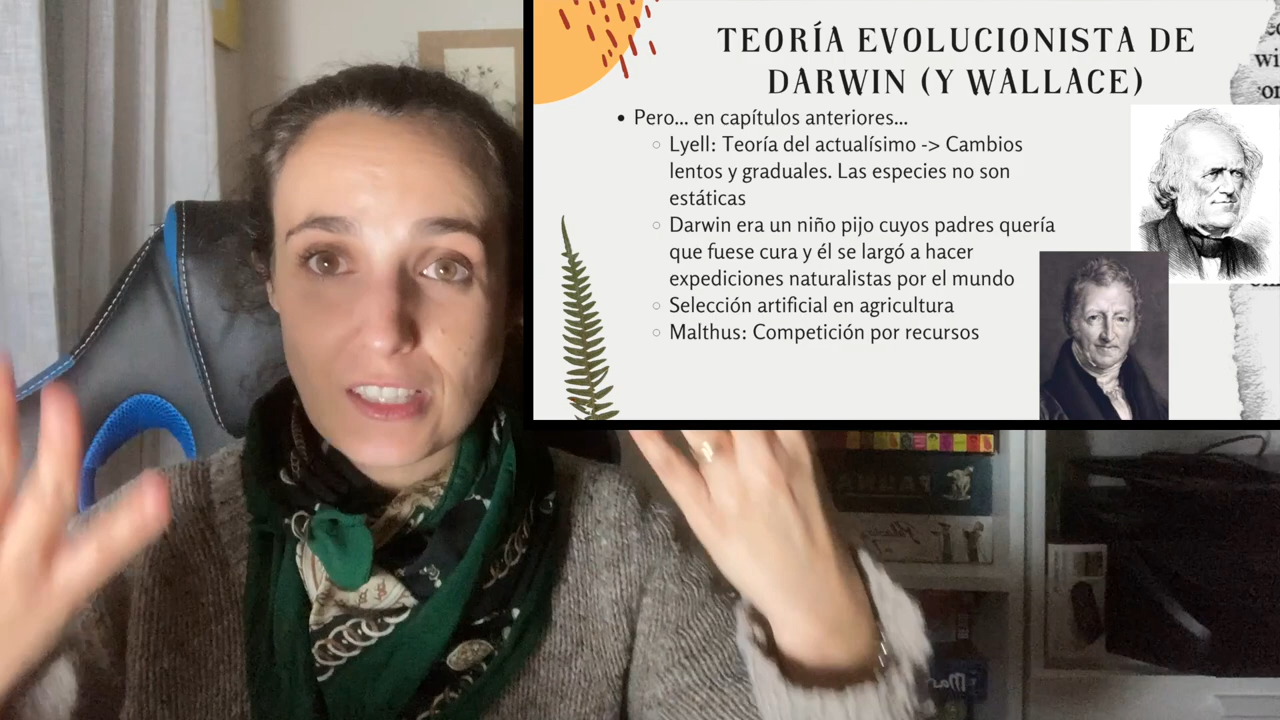 TEORÍA EVOLUCIONISTA DE
DARWIN (Y WALLACE)
• Pero... en capítulos anteriores...
○ Lyell: Teoría del actualísimo -> Cambios
lentos y graduales. Las especies no son
estáticas
○ Darwin era un niño pijo cuyos padres quería
que fuese cura y él se largó a hacer
expediciones naturalistas por el mundo
○ Selección artificial en agricultura
○ Malthus: Competición por recursos